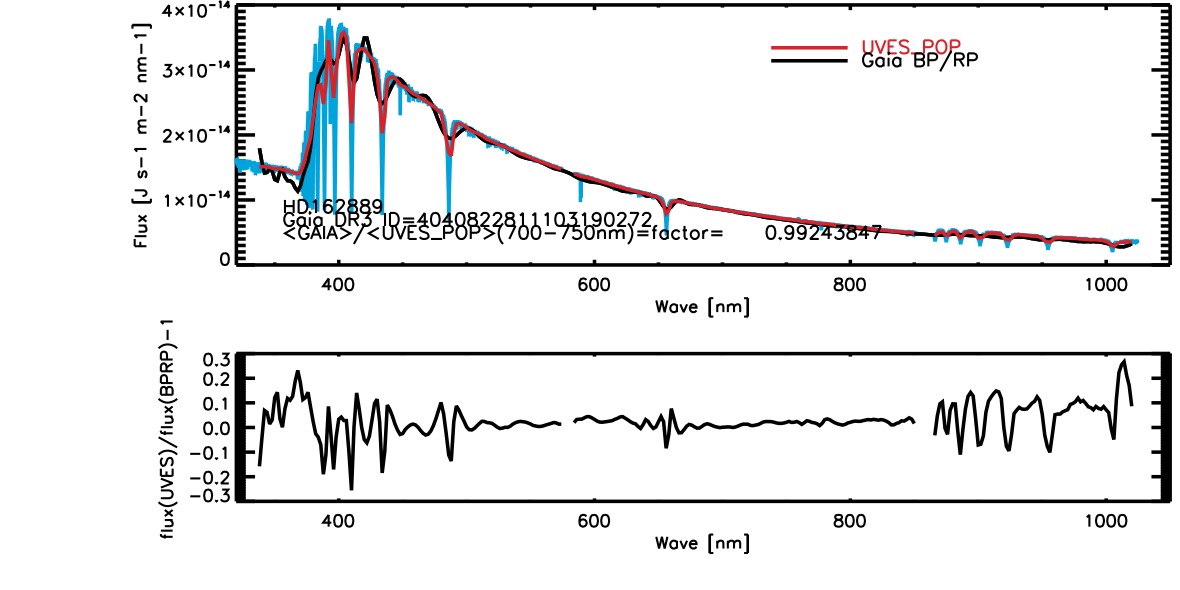 4×10⁻¹⁴
3×10⁻¹⁴
2×10⁻¹⁴
1×10⁻¹⁴
0
Flux [J s-1 m-2 nm-1]
UVES_POP
Gaia BP/RP
HD162889
Gaia DR3 ID=4040822811103190272
<GAIA>/<UVES_POP>(700-750nm)=factor= 0.99243847
400 600 800 1000
Wave [nm]
flux(UVES)/flux(BPRP)-1
0.3
0.2
0.1
0.0
-0.1
-0.2
-0.3
400 600 800 1000
Wave [nm]